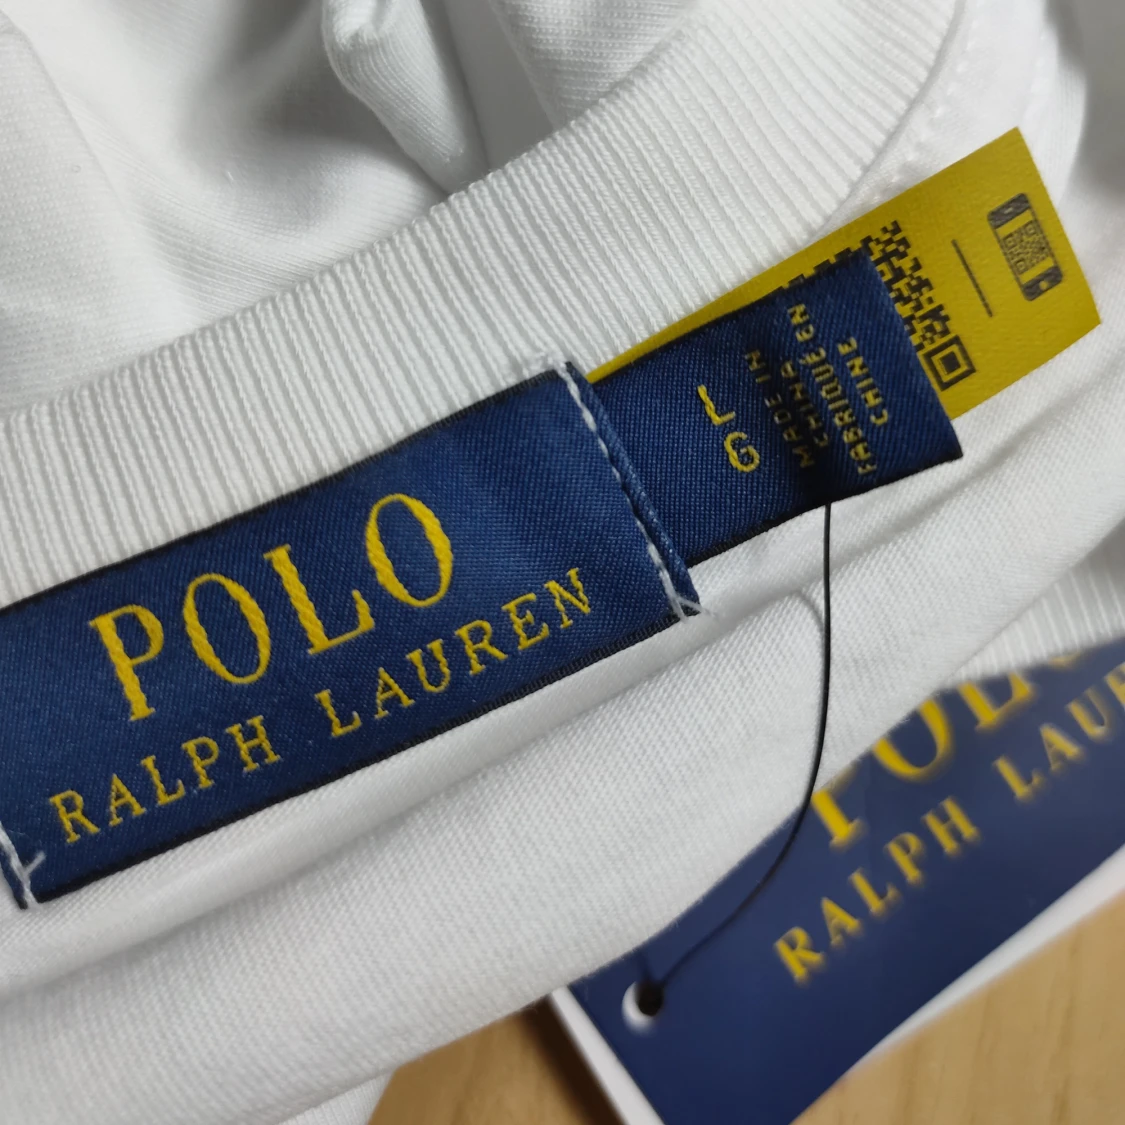 POLO
RALPH LAUREN
L
G
MADE IN
CHINA
FABRIQUÉ EN
CHINE
POLO
RALPH LAUREN